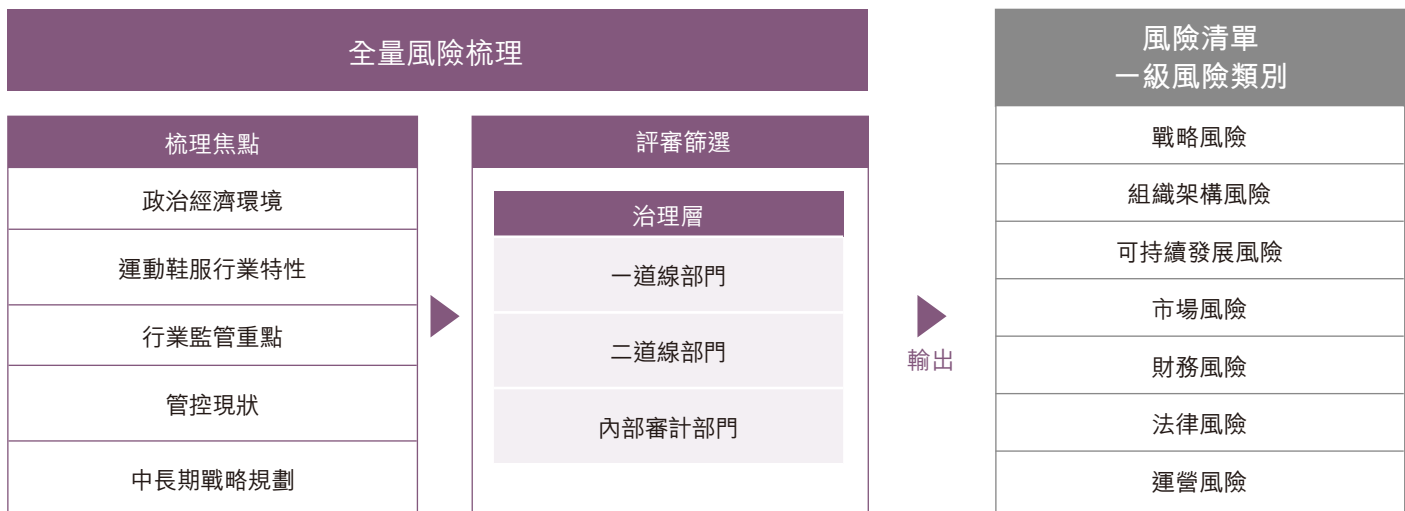 全量風險梳理
梳理焦點
政治經濟環境
運動鞋服行業特性
行業監管重點
管控現狀
中長期戰略規劃
評審篩選
治理層
一道線部門
二道線部門
內部審計部門
輸出
風險清單
一級風險類別
戰略風險
組織架構風險
可持續發展風險
市場風險
財務風險
法律風險
運營風險